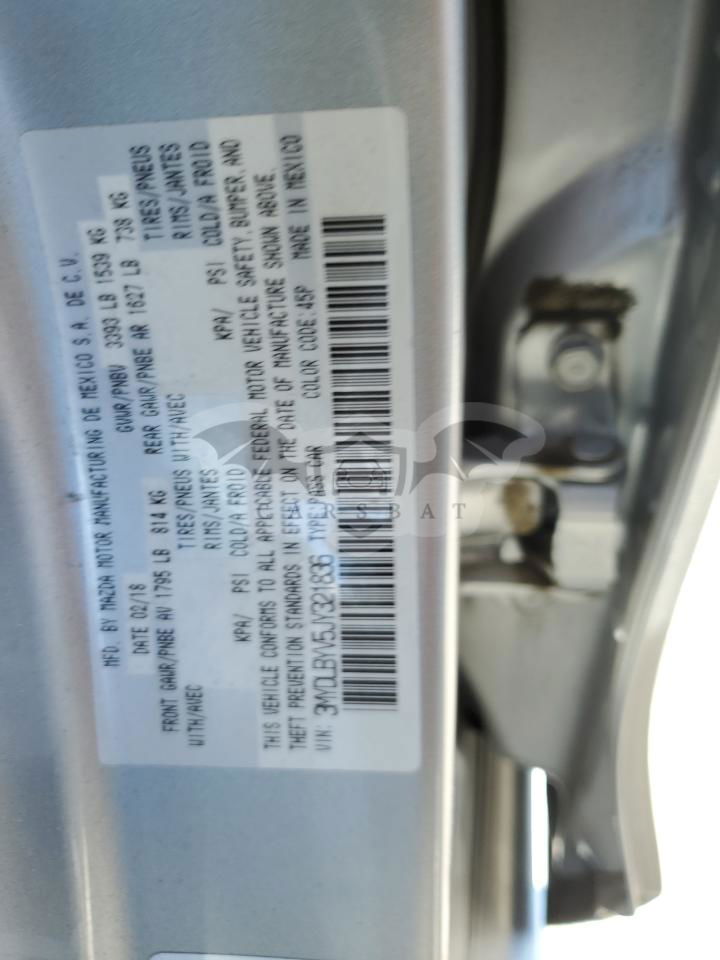 MFD. BY MAZDA MOTOR MANUFACTURING DE MEXICO S.A. DE C.V.
DATE 02/18 GVWR/PNBV 3393 LB 1539 KG
FRONT GAWR/PNBE AV 1795 LB 814 KG REAR GAWR/PNBE AR 1627 LB 738 KG
WITH/AVEC TIRES/PNEUS WITH/AVEC TIRES/PNEUS
RIMS/JANTES RIMS/JANTES
KPA/ PSI COLD/A FROID KPA/ PSI COLD/A FROID
THIS VEHICLE CONFORMS TO ALL APPLICABLE FEDERAL MOTOR VEHICLE SAFETY, BUMPER, AND
THEFT PREVENTION STANDARDS IN EFFECT ON THE DATE OF MANUFACTURE SHOWN ABOVE.
VIN: 3MYDLBYV5JY321836 TYPE:PASS CAR COLOR CODE:45P MADE IN MEXICO
CARSBAT